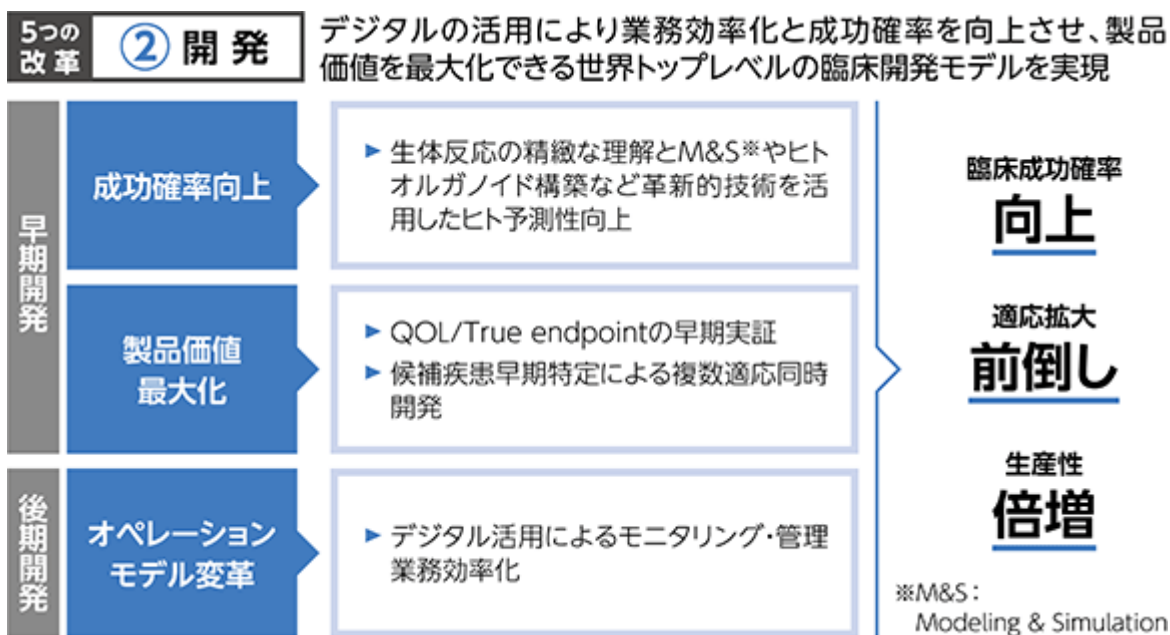 5つの
改革
② 開発
デジタルの活用により業務効率化と成功確率を向上させ、製品
価値を最大化できる世界トップレベルの臨床開発モデルを実現
早期開発
成功確率向上
▶ 生体反応の精緻な理解とM&S※やヒト
オルガノイド構築など革新的技術を活
用したヒト予測性向上
製品価値
最大化
▶ QOL/True endpointの早期実証
▶ 候補疾患早期特定による複数適応同時
開発
後期開発
オペレーション
モデル変革
▶ デジタル活用によるモニタリング・管理
業務効率化
臨床成功確率
向上
適応拡大
前倒し
生産性
倍増
※M&S：
Modeling & Simulation